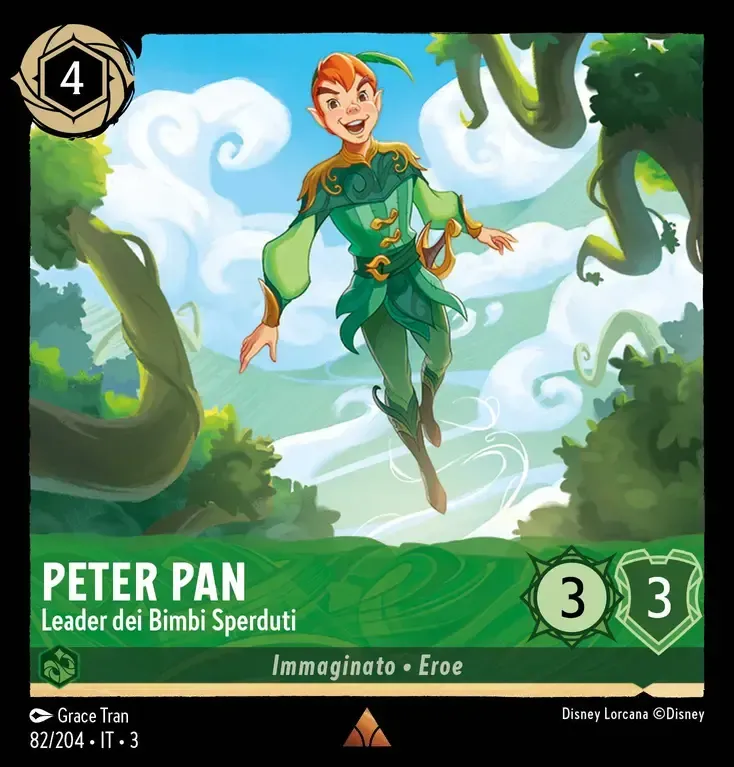 4
PETER PAN
Leader dei Bimbi Sperduti
3
3
Immaginato • Eroe
Grace Tran
Disney Lorcana ©Disney
82/204 • IT • 3